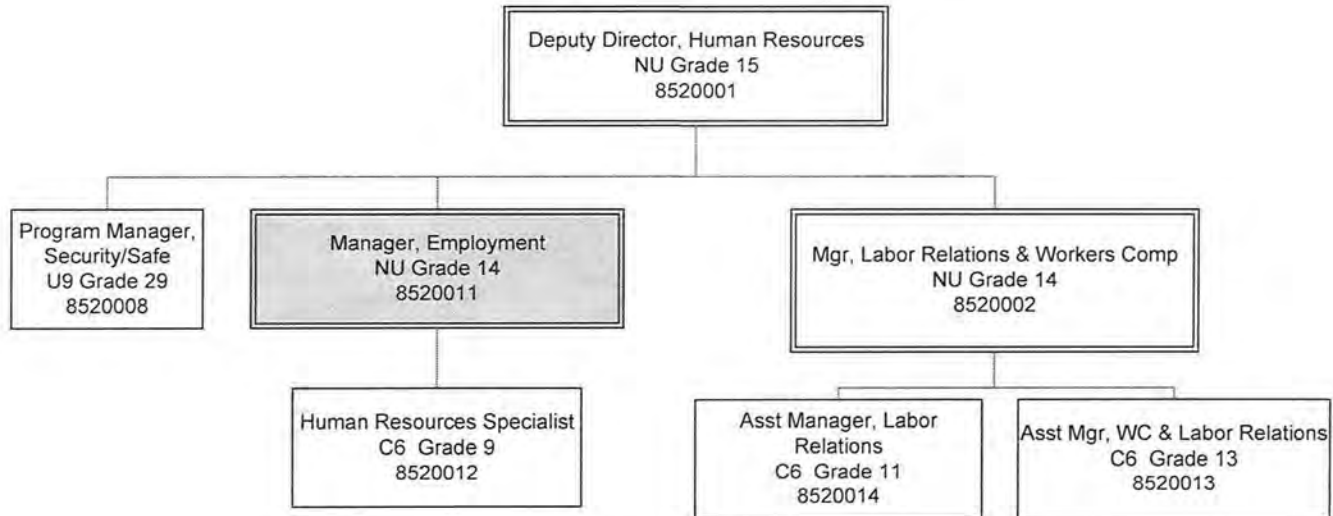 Deputy Director, Human Resources
NU Grade 15
8520001
Program Manager,
Security/Safe
U9 Grade 29
8520008
Manager, Employment
NU Grade 14
8520011
Mgr, Labor Relations & Workers Comp
NU Grade 14
8520002
Human Resources Specialist
C6 Grade 9
8520012
Asst Manager, Labor
Relations
C6 Grade 11
8520014
Asst Mgr, WC & Labor Relations
C6 Grade 13
8520013